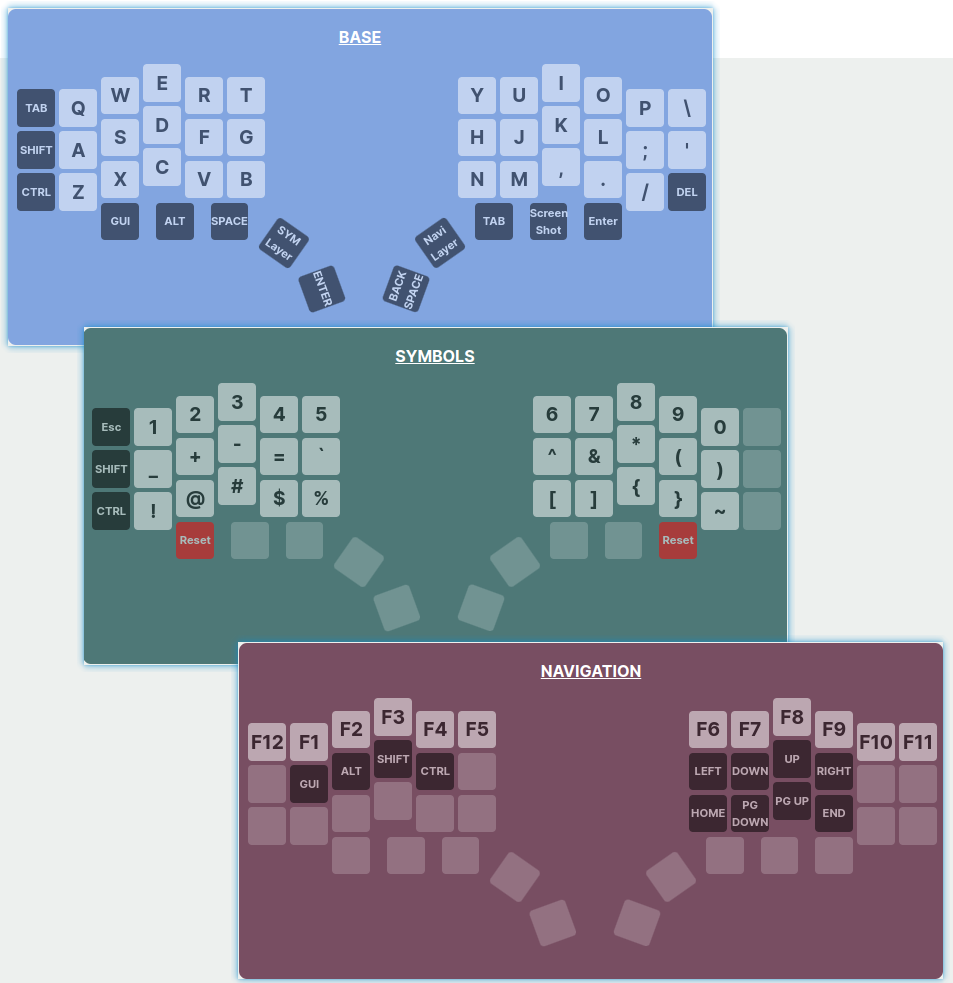 BASE
TAB Q W E R T Y U I O P \
SHIFT A S D F G H J K L ; '
CTRL Z X C V B N M , . / DEL
GUI ALT SPACE SYM Layer ENTER BACK SPACE Navi Layer TAB Screen Shot Enter
SYMBOLS
Esc 1 2 3 4 5 6 7 8 9 0
SHIFT _ + - = ` ^ & * ( )
CTRL ! @ # $ % [ ] { } ~
Reset Reset
NAVIGATION
F12 F1 F2 F3 F4 F5 F6 F7 F8 F9 F10 F11
GUI ALT SHIFT CTRL LEFT DOWN UP RIGHT
HOME PG DOWN PG UP END